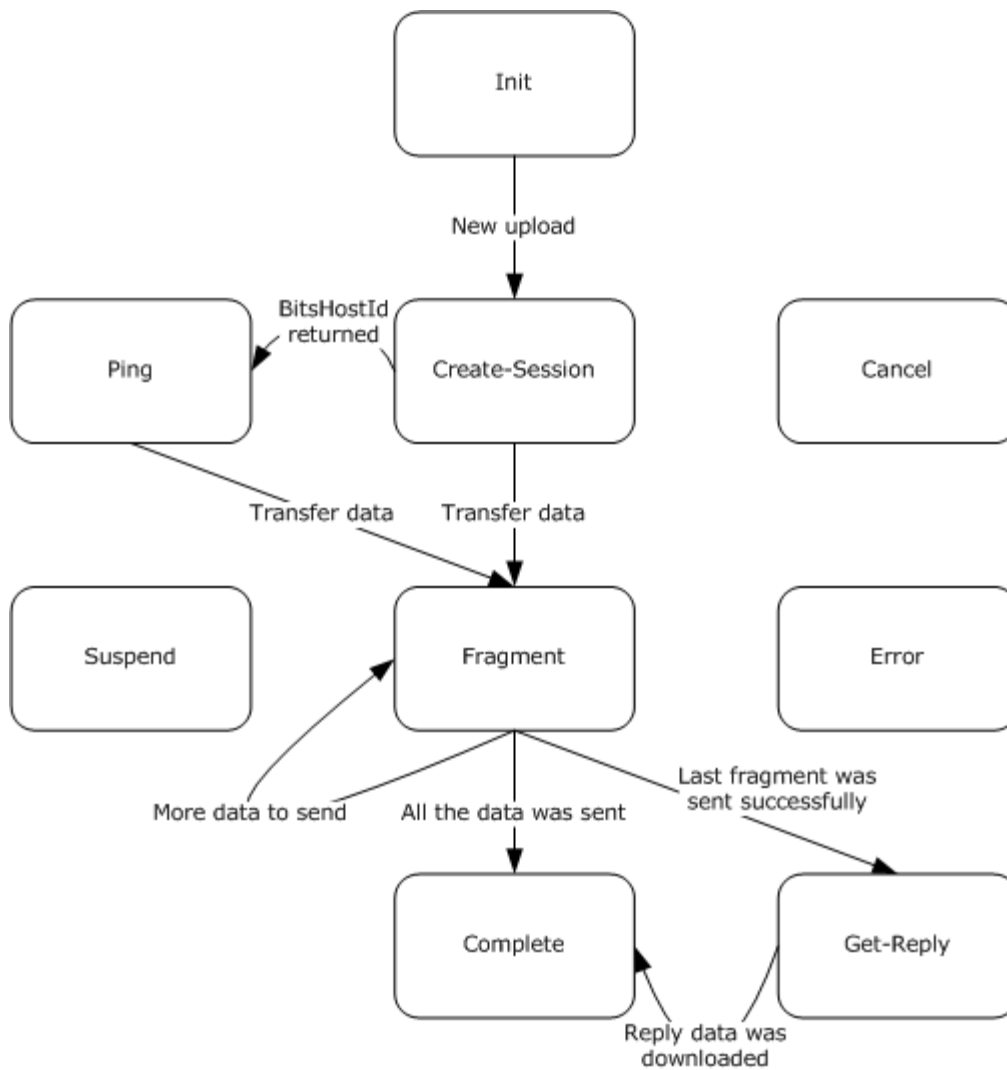 Init
New upload
BitsHostId
returned
Ping
Create-Session
Cancel
Transfer data
Transfer data
Suspend
Fragment
Error
More data to send
All the data was sent
Last fragment was
sent successfully
Complete
Get-Reply
Reply data was
downloaded